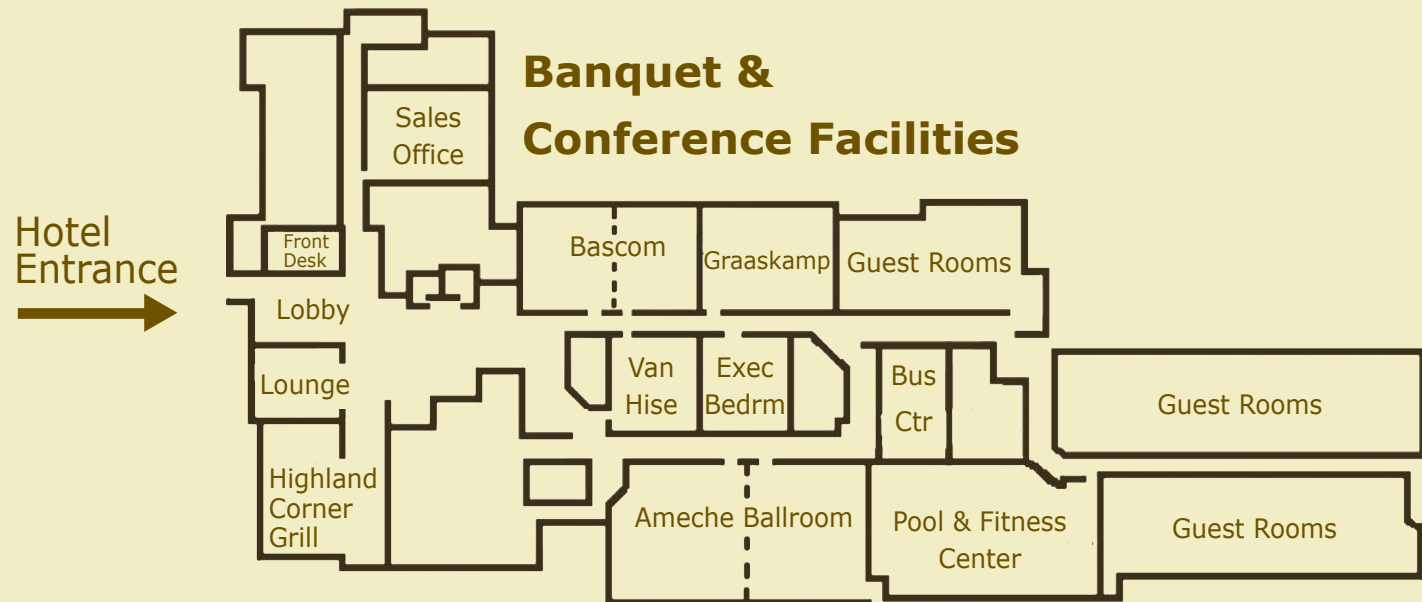 Banquet &
Conference Facilities
Sales
Office
Hotel
Entrance
Front
Desk
Lobby
Bascom
Graaskamp
Guest Rooms
Lounge
Van
Hise
Exec
Bedrm
Bus
Ctr
Guest Rooms
Highland
Corner
Grill
Ameche Ballroom
Pool & Fitness
Center
Guest Rooms